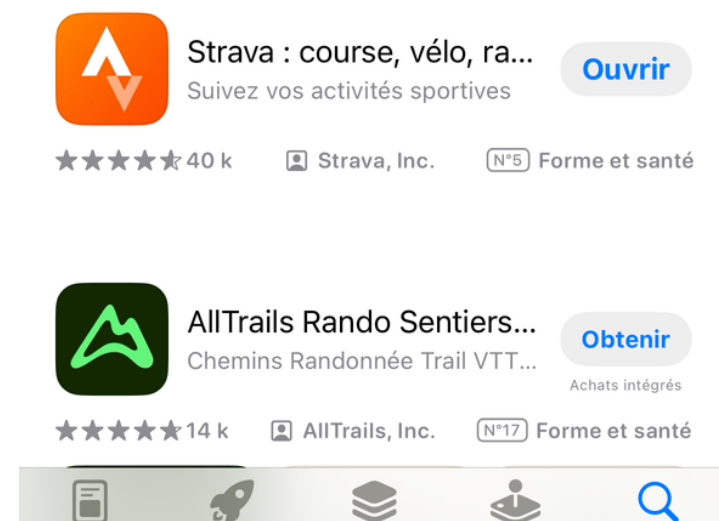 Strava : course, vélo, ra...
Suivez vos activités sportives
Ouvrir
40 k
Strava, Inc.
N°5 Forme et santé
AllTrails Rando Sentiers...
Chemins Randonnée Trail VTT...
Obtenir
Achats intégrés
14 k
AllTrails, Inc.
N°17 Forme et santé